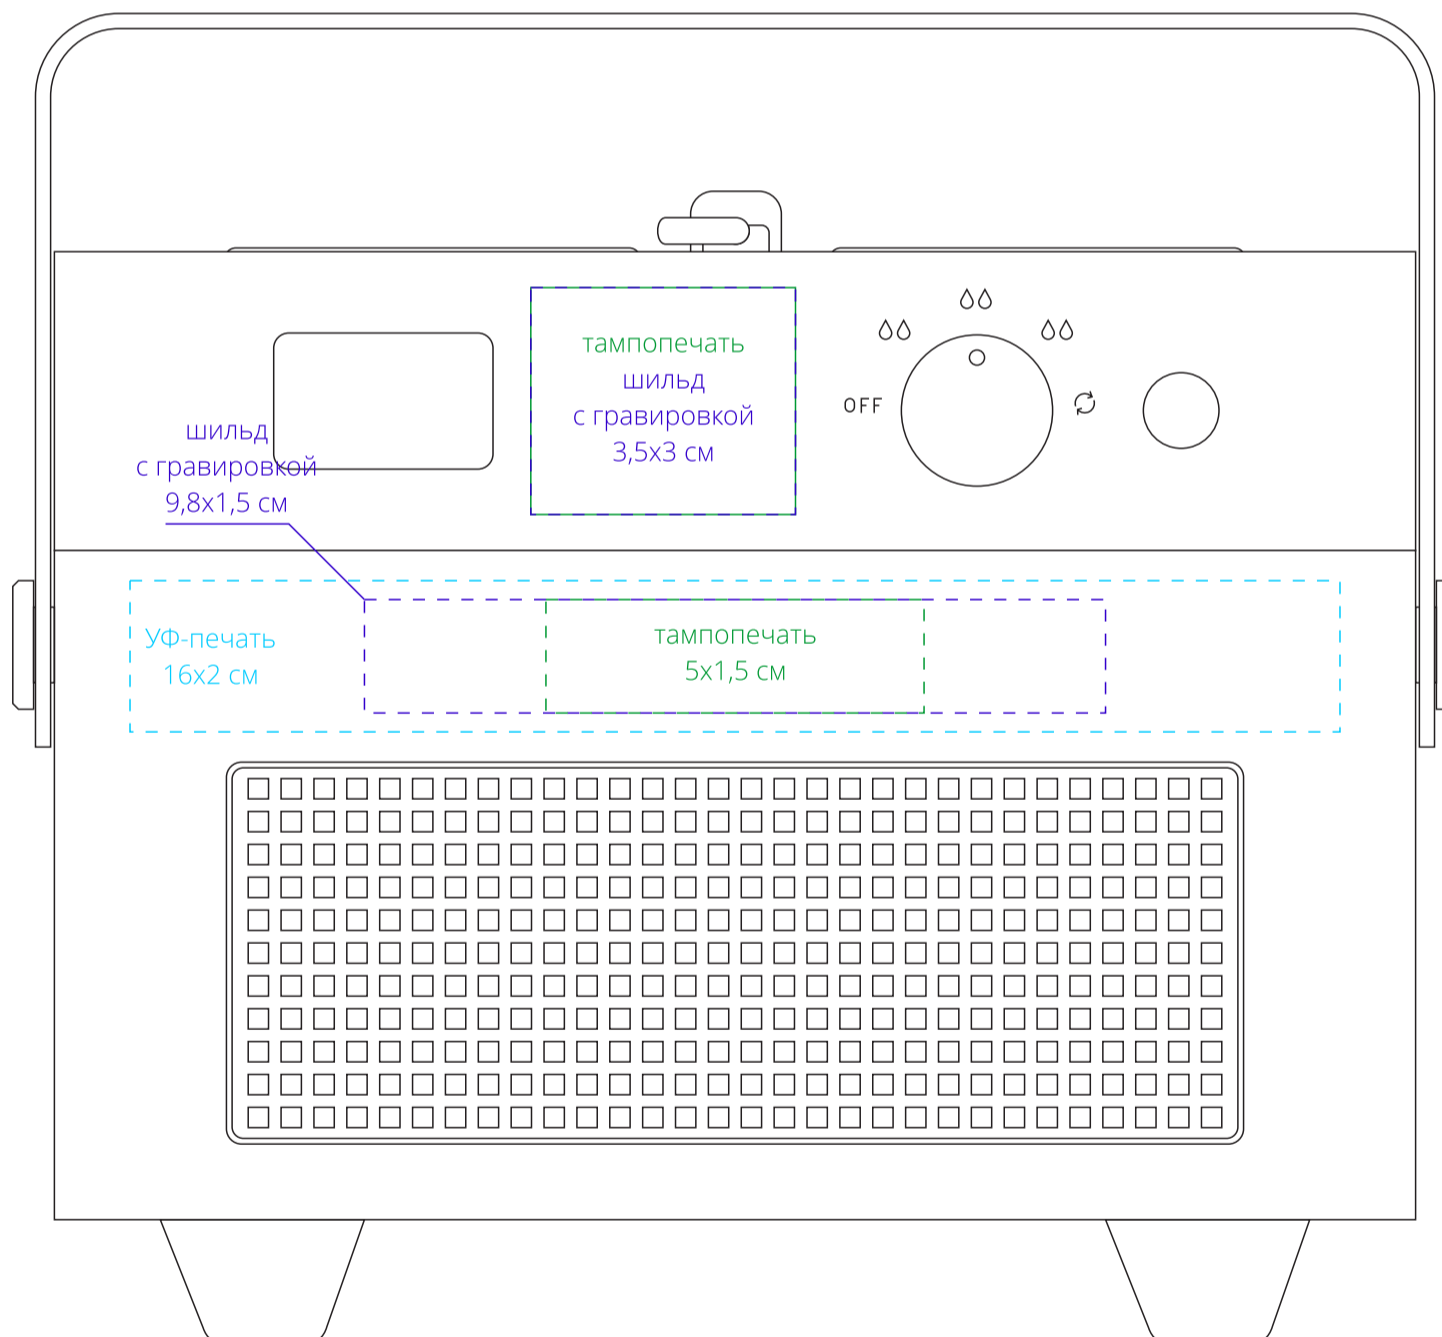 тампопечать
шильд
с гравировкой
3,5х3 см
OFF
шильд
с гравировкой
9,8х1,5 см
УФ-печать
16х2 см
тампопечать
5х1,5 см